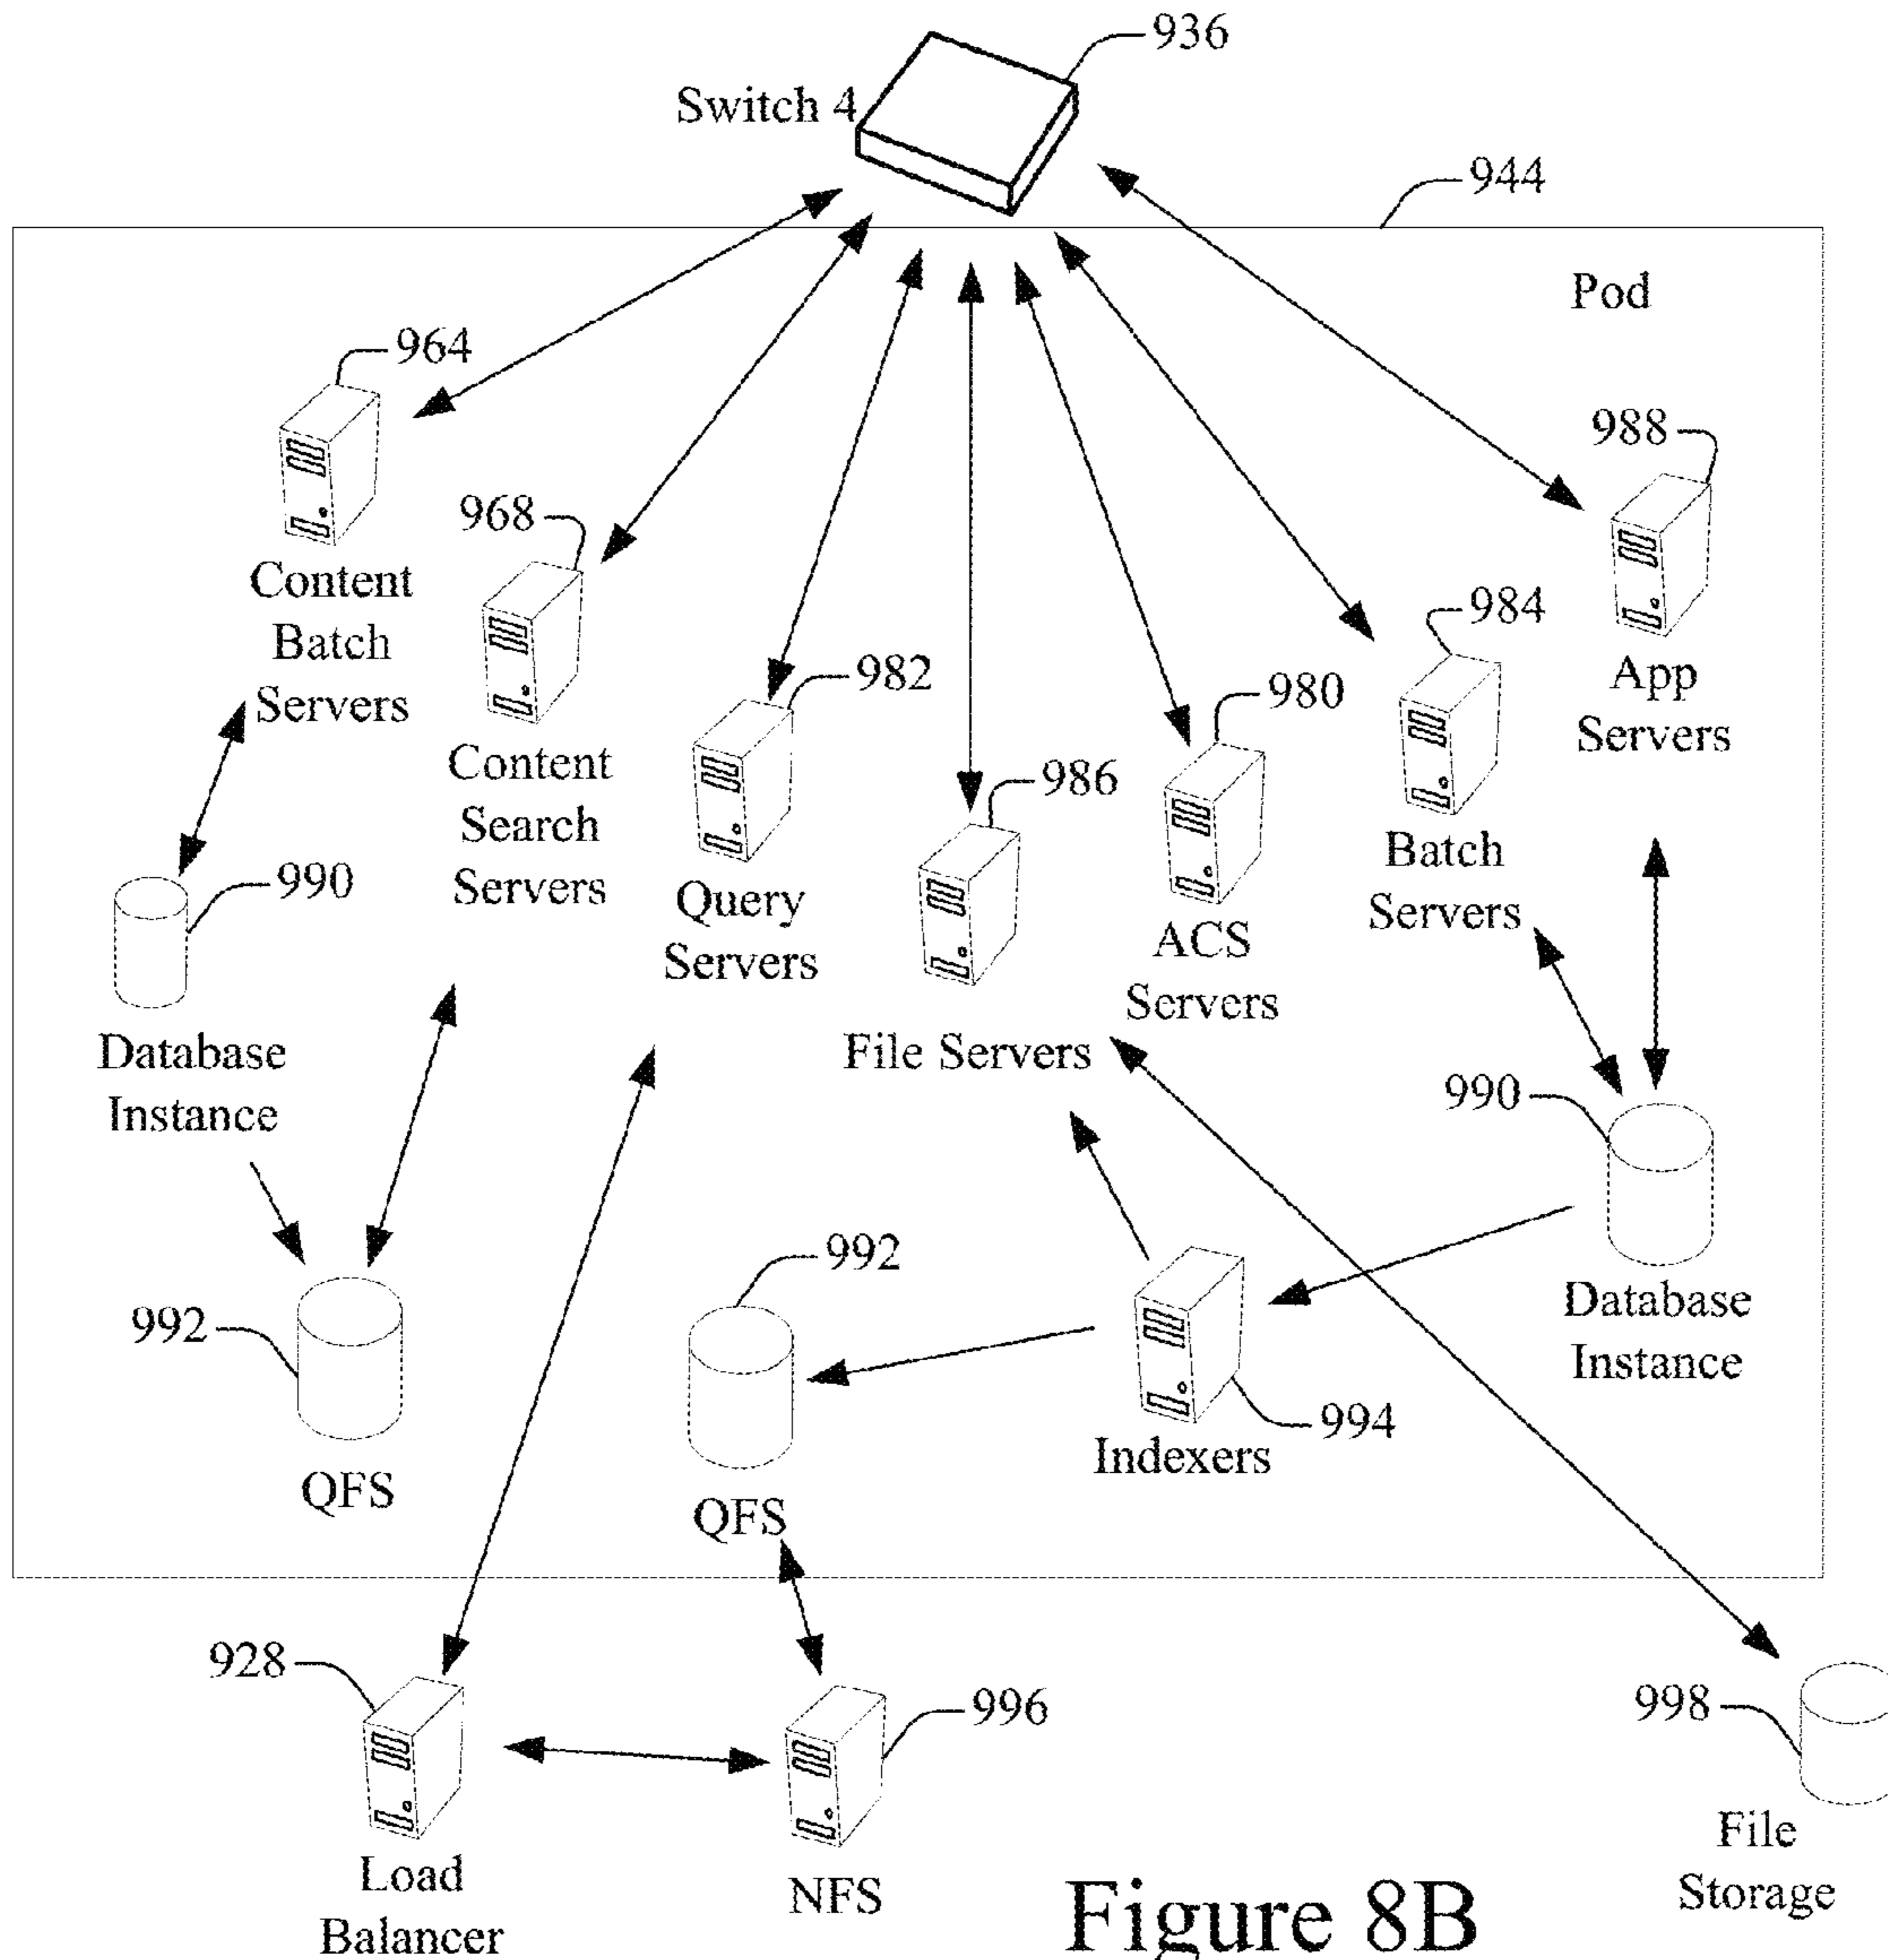 936
Switch 4
944
Pod
964
Content
Batch
Servers
968
Content
Search
Servers
982
Query
Servers
986
File Servers
980
ACS
Servers
984
Batch
Servers
988
App
Servers
990
Database
Instance
990
Database
Instance
992
QFS
992
QFS
994
Indexers
928
Load
Balancer
996
NFS
998
File
Storage
Figure 8B